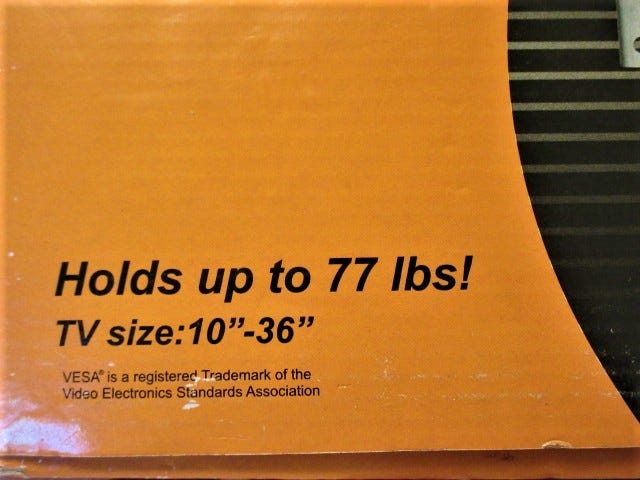 Holds up to 77 lbs!
TV size:10”-36”
VESA® is a registered Trademark of the
Video Electronics Standards Association